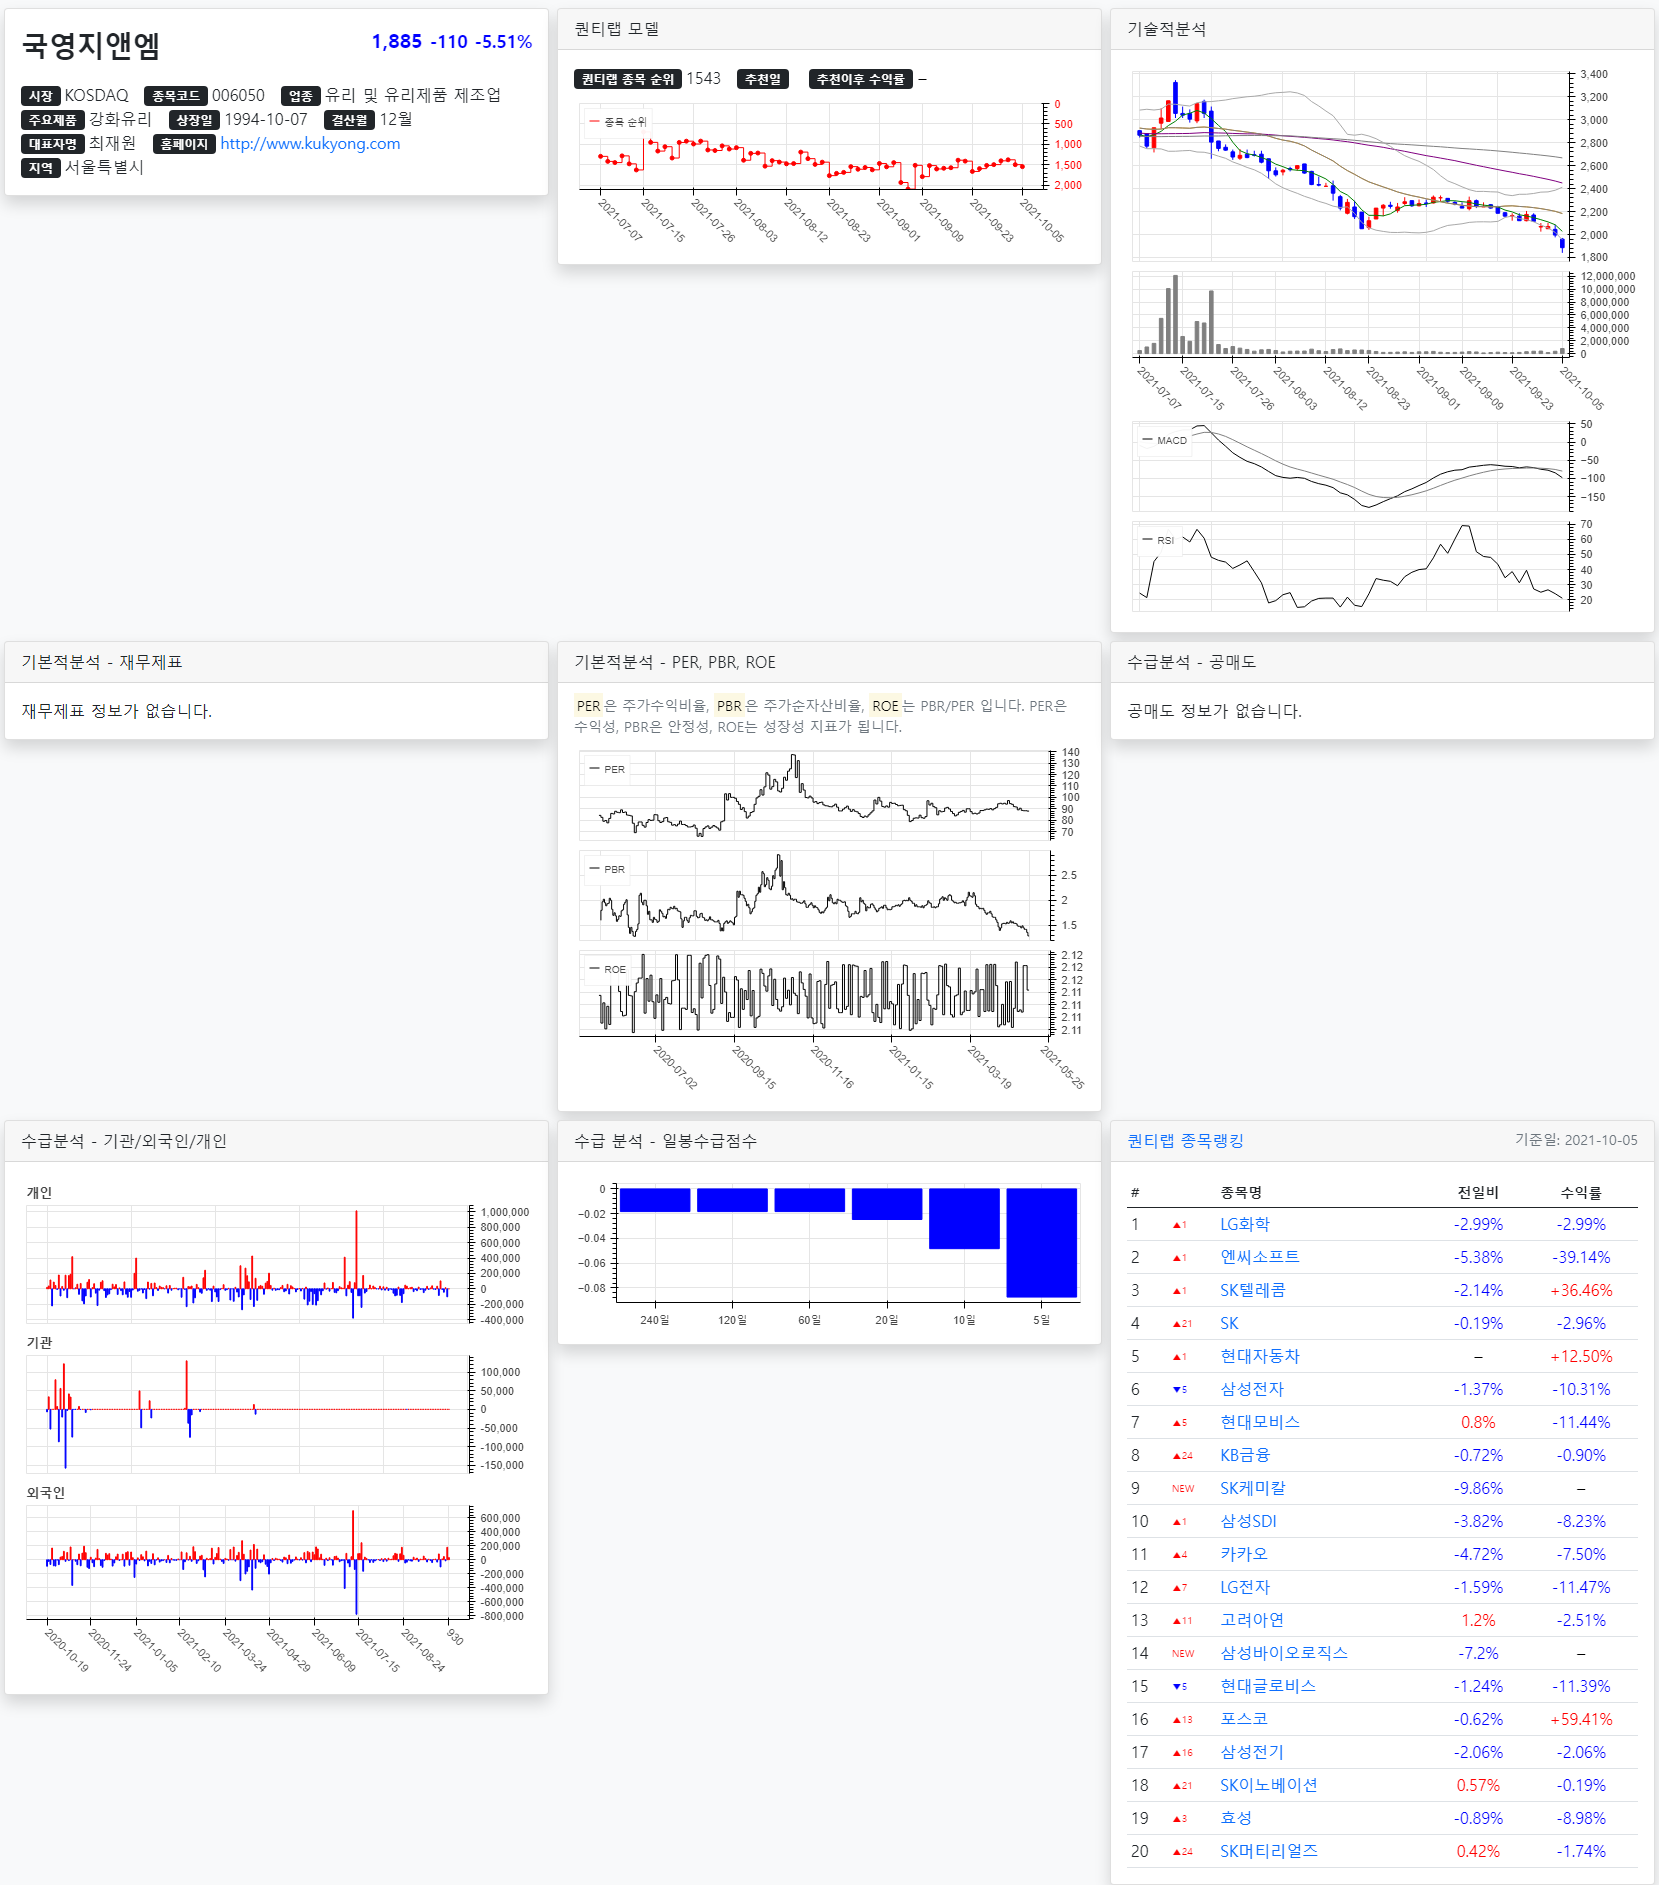 국영지앤엠
1,885 -110 -5.51%
시장 KOSDAQ 종목코드 006050 업종 유리 및 유리제품 제조업
주요제품 강화유리 상장일 1994-10-07 결산월 12월
대표자명 최재원 홈페이지 http://www.kukyong.com
지역 서울특별시
퀀티랩 모델
퀀티랩 종목 순위 1543 추천일 추천이후 수익률 –
종목 순위
0
500
1,000
1,500
2,000
2021-07-07 2021-07-15 2021-07-26 2021-08-03 2021-08-12 2021-08-23 2021-09-01 2021-09-09 2021-09-23 2021-10-05
기술적분석
3,400
3,200
3,000
2,800
2,600
2,400
2,200
2,000
1,800
12,000,000
10,000,000
8,000,000
6,000,000
4,000,000
2,000,000
0
2021-07-07 2021-07-15 2021-07-26 2021-08-03 2021-08-12 2021-08-23 2021-09-01 2021-09-09 2021-09-23 2021-10-05
MACD
50
0
−50
−100
−150
RSI
70
60
50
40
30
20
기본적분석 - 재무제표
재무제표 정보가 없습니다.
기본적분석 - PER, PBR, ROE
PER은 주가수익비율, PBR은 주가순자산비율, ROE는 PBR/PER 입니다. PER은
수익성, PBR은 안정성, ROE는 성장성 지표가 됩니다.
PER
140
130
120
110
100
90
80
70
PBR
2.5
2
1.5
ROE
2.12
2.12
2.12
2.11
2.11
2.11
2.11
2020-07-02 2020-09-15 2020-11-16 2021-01-15 2021-03-19 2021-05-25
수급분석 - 공매도
공매도 정보가 없습니다.
수급분석 - 기관/외국인/개인
개인
1,000,000
800,000
600,000
400,000
200,000
0
-200,000
-400,000
기관
100,000
50,000
0
-50,000
-100,000
-150,000
외국인
600,000
400,000
200,000
0
-200,000
-400,000
-600,000
-800,000
2020-10-19 2020-11-24 2021-01-05 2021-02-10 2021-03-24 2021-04-29 2021-06-09 2021-07-15 2021-08-24 930
수급 분석 - 일봉수급점수
0
−0.02
−0.04
−0.06
−0.08
240일 120일 60일 20일 10일 5일
퀀티랩 종목랭킹 기준일: 2021-10-05
# 종목명 전일비 수익률
1 ▲1 LG화학 -2.99% -2.99%
2 ▲1 엔씨소프트 -5.38% -39.14%
3 ▲1 SK텔레콤 -2.14% +36.46%
4 ▲21 SK -0.19% -2.96%
5 ▲1 현대자동차 – +12.50%
6 ▼5 삼성전자 -1.37% -10.31%
7 ▲5 현대모비스 0.8% -11.44%
8 ▲24 KB금융 -0.72% -0.90%
9 NEW SK케미칼 -9.86% –
10 ▲1 삼성SDI -3.82% -8.23%
11 ▲4 카카오 -4.72% -7.50%
12 ▲7 LG전자 -1.59% -11.47%
13 ▲11 고려아연 1.2% -2.51%
14 NEW 삼성바이오로직스 -7.2% –
15 ▼5 현대글로비스 -1.24% -11.39%
16 ▲13 포스코 -0.62% +59.41%
17 ▲16 삼성전기 -2.06% -2.06%
18 ▲21 SK이노베이션 0.57% -0.19%
19 ▲3 효성 -0.89% -8.98%
20 ▲24 SK머티리얼즈 0.42% -1.74%